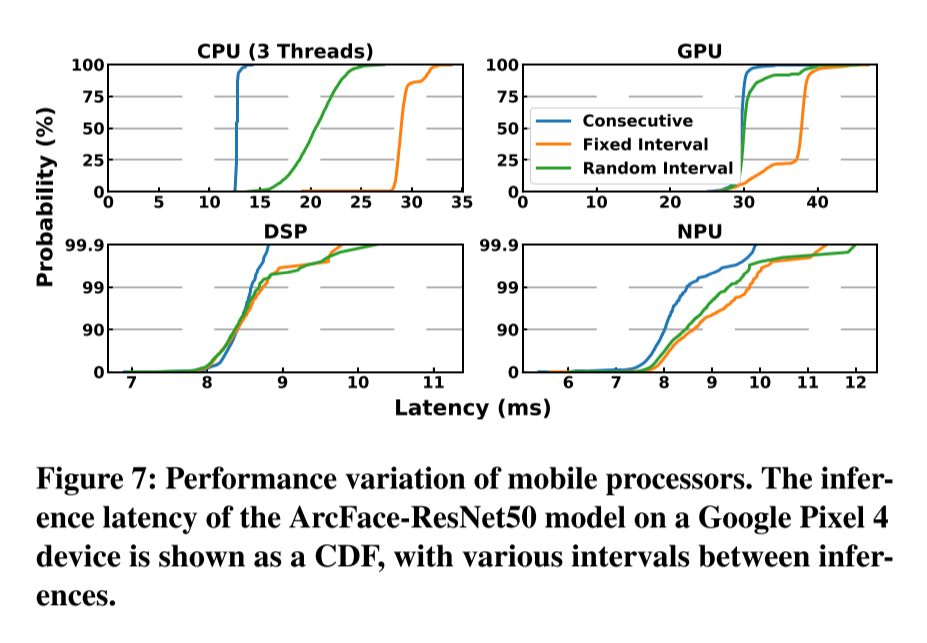 CPU (3 Threads)
GPU
Probability (%)
100
75
50
25
0
0 5 10 15 20 25 30 35
100
75
50
25
0
Consecutive
Fixed Interval
Random Interval
0 10 20 30 40
DSP
NPU
99.9
99
90
0
7 8 9 10 11
99.9
99
90
0
6 7 8 9 10 11 12
Latency (ms)
Figure 7: Performance variation of mobile processors. The infer-
ence latency of the ArcFace-ResNet50 model on a Google Pixel 4
device is shown as a CDF, with various intervals between infer-
ences.